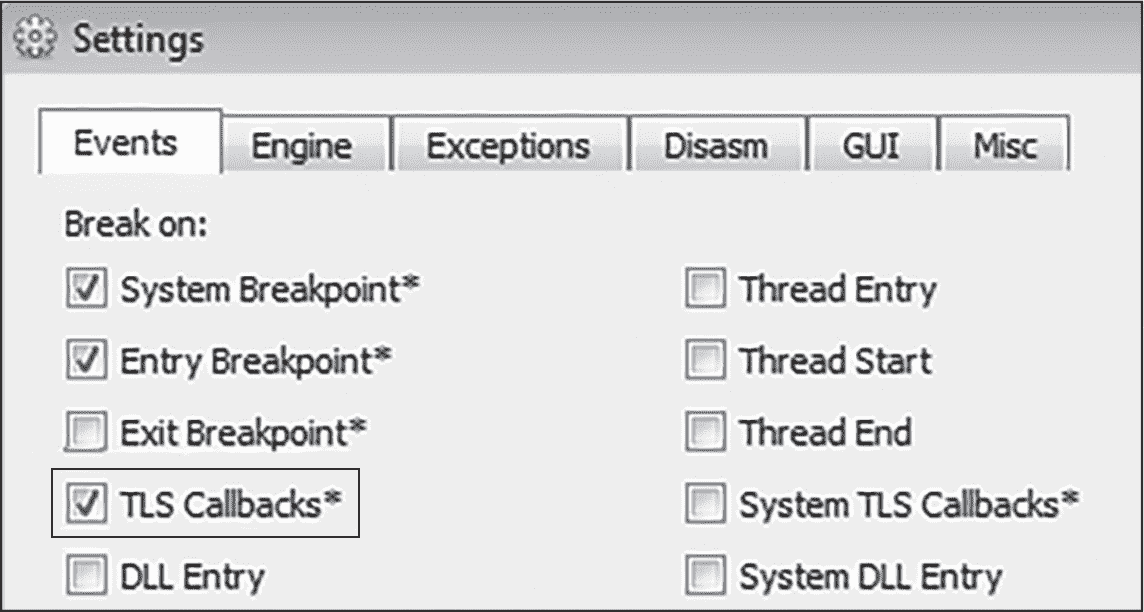 Settings
Events Engine Exceptions Disasm GUI Misc
Break on:
System Breakpoint* Thread Entry
Entry Breakpoint* Thread Start
Exit Breakpoint* Thread End
TLS Callbacks* System TLS Callbacks*
DLL Entry System DLL Entry